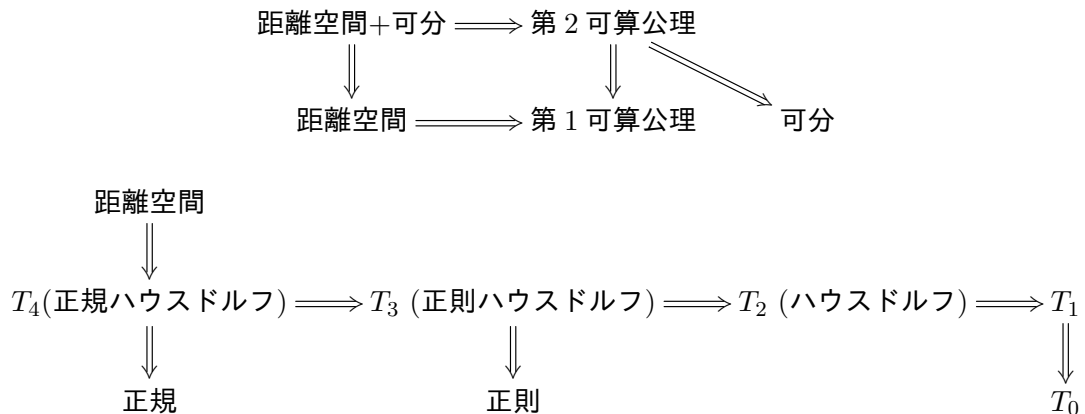 距離空間+可分 ⟹ 第 2 可算公理
距離空間 ⟹ 第 1 可算公理 可分
距離空間
T₄(正規ハウスドルフ) ⟹ T₃ (正則ハウスドルフ) ⟹ T₂ (ハウスドルフ) ⟹ T₁
正規 正則 T₀